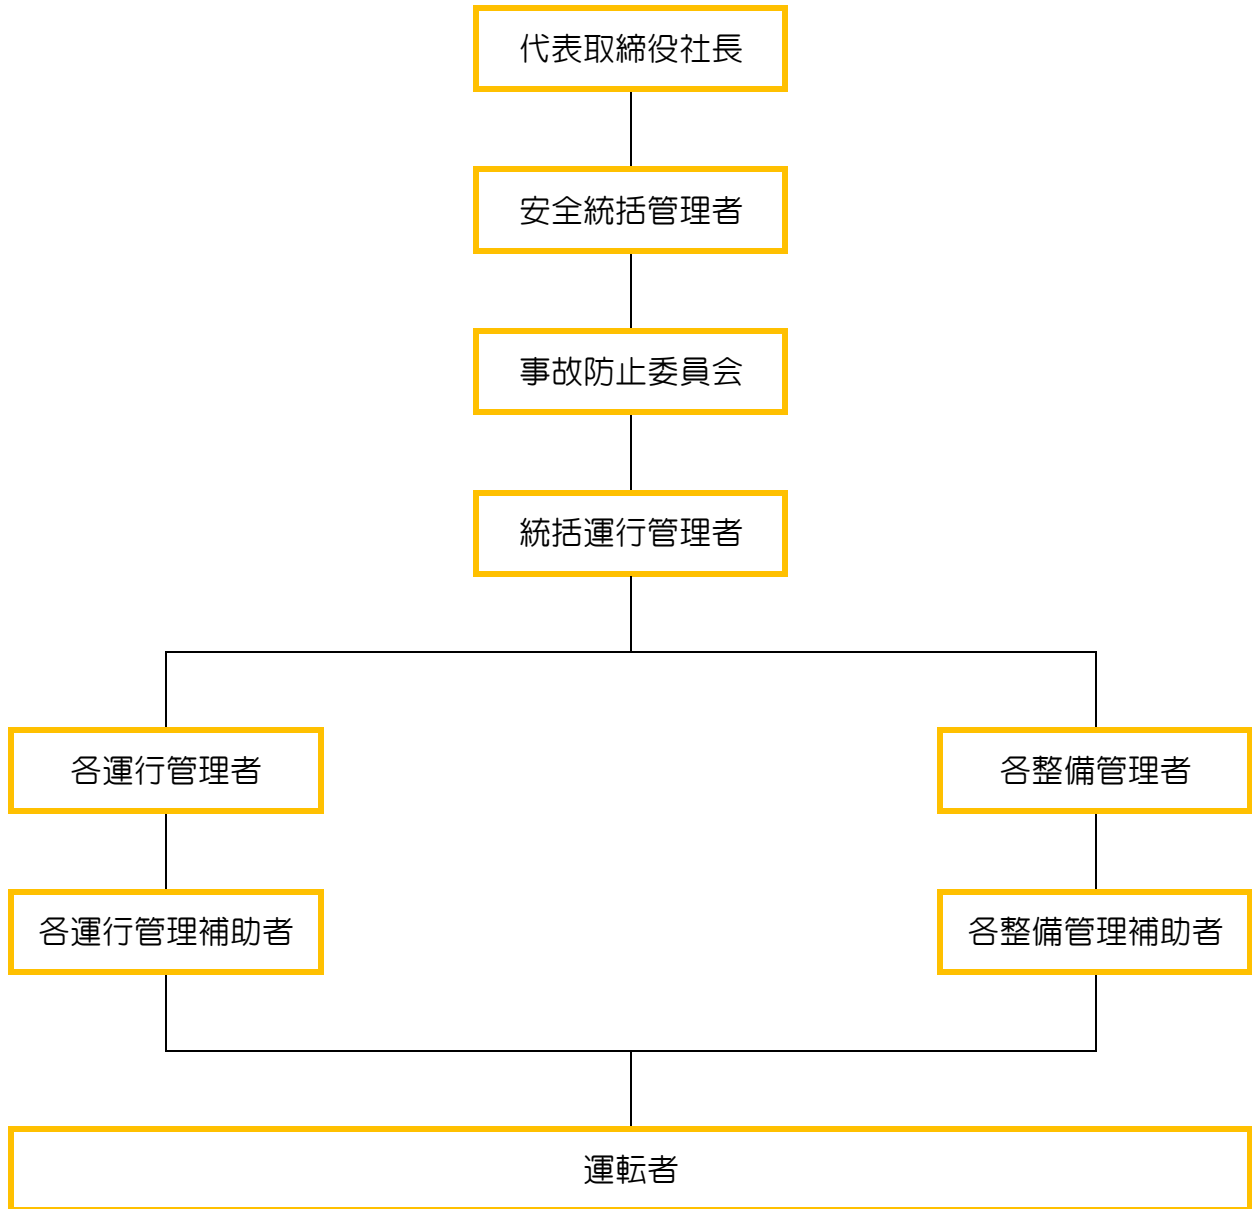 代表取締役社長
安全統括管理者
事故防止委員会
統括運行管理者
各運行管理者
各整備管理者
各運行管理補助者
各整備管理補助者
運転者